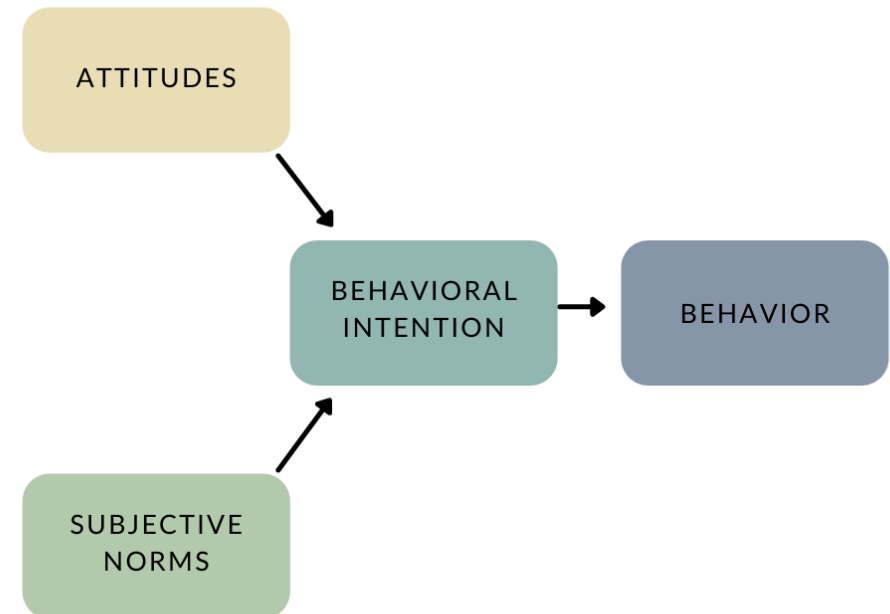 ATTITUDES
BEHAVIORAL
INTENTION
BEHAVIOR
SUBJECTIVE
NORMS